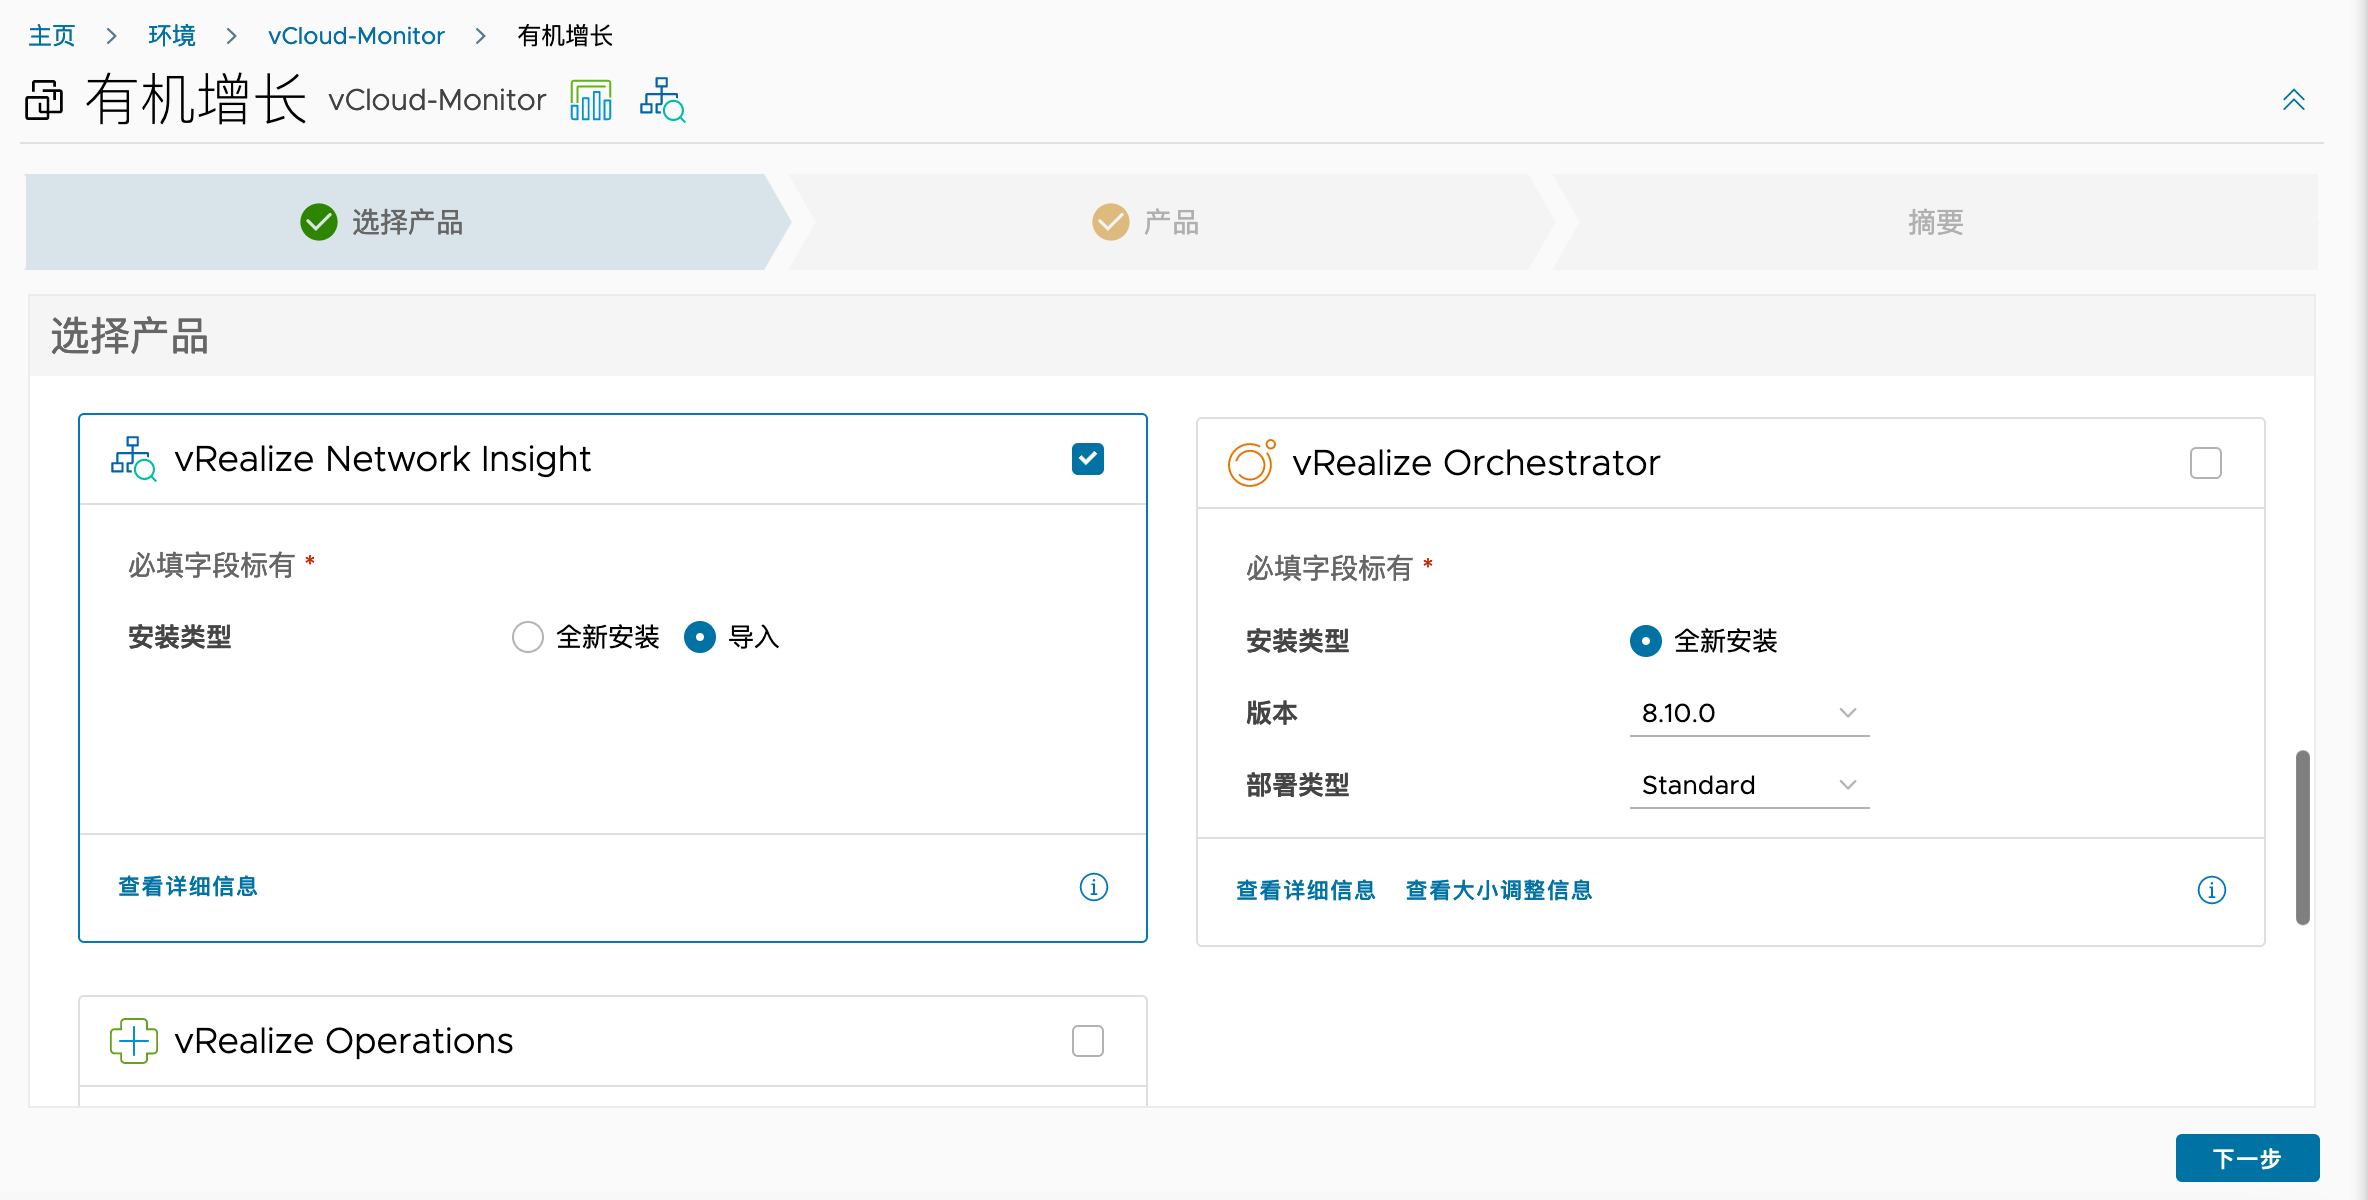 主页 > 环境 > vCloud-Monitor > 有机增长
有机增长 vCloud-Monitor
选择产品
产品
摘要
选择产品
vRealize Network Insight
必填字段标有 *
安装类型
全新安装
导入
查看详细信息
vRealize Orchestrator
必填字段标有 *
安装类型
全新安装
版本
8.10.0
部署类型
Standard
查看详细信息 查看大小调整信息
vRealize Operations
下一步